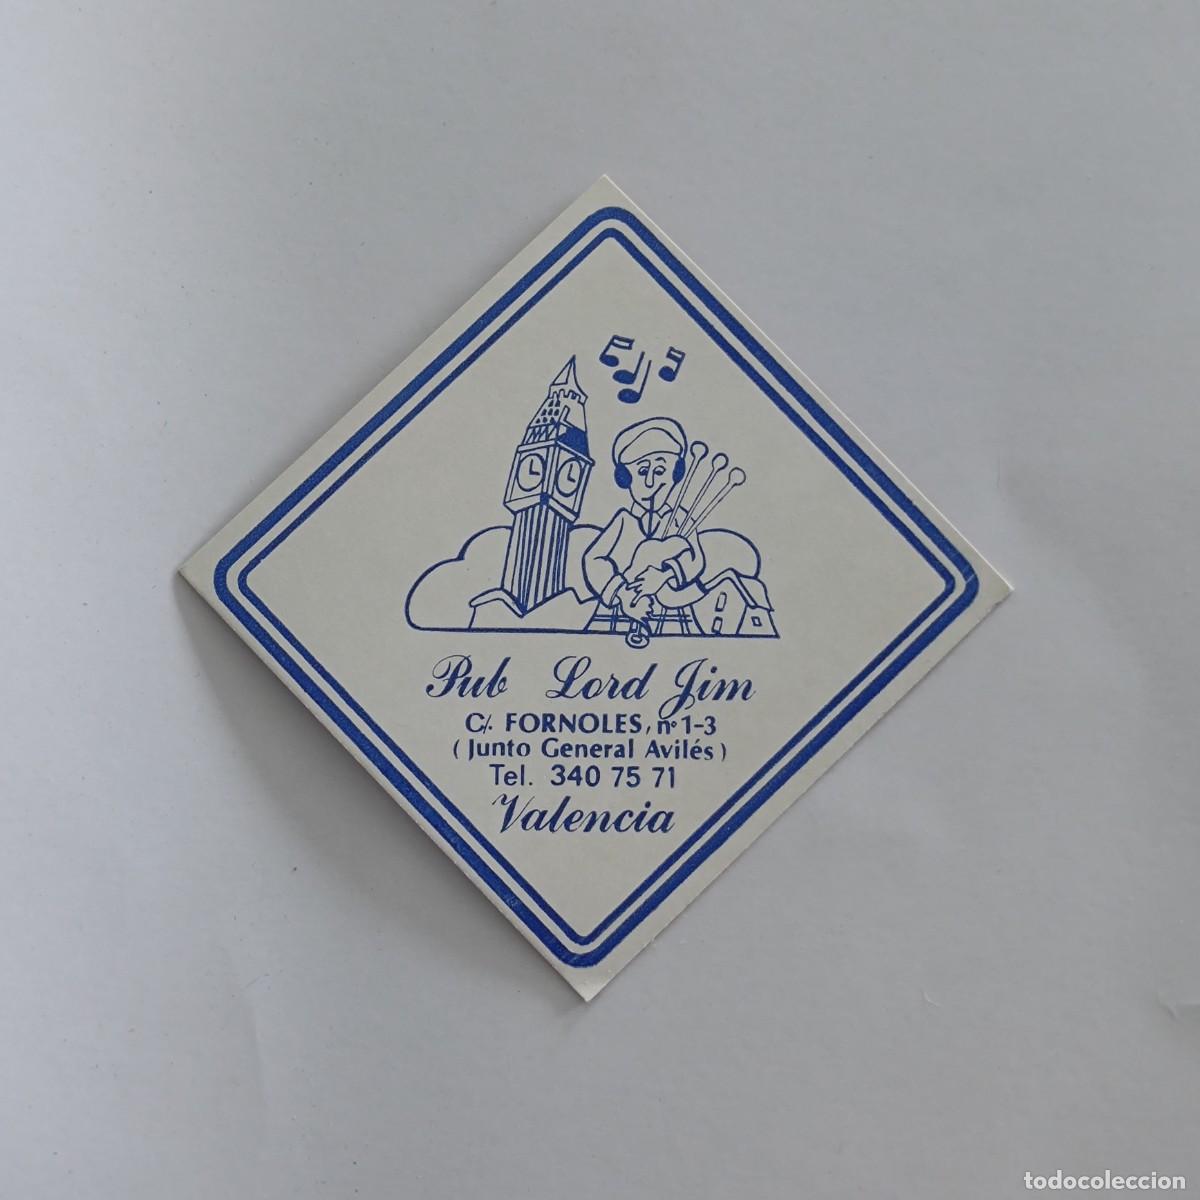 Pub Lord Jim
C/. FORNOLES, nº 1-3
(Junto General Avilés)
Tel. 340 75 71
Valencia
todocoleccion